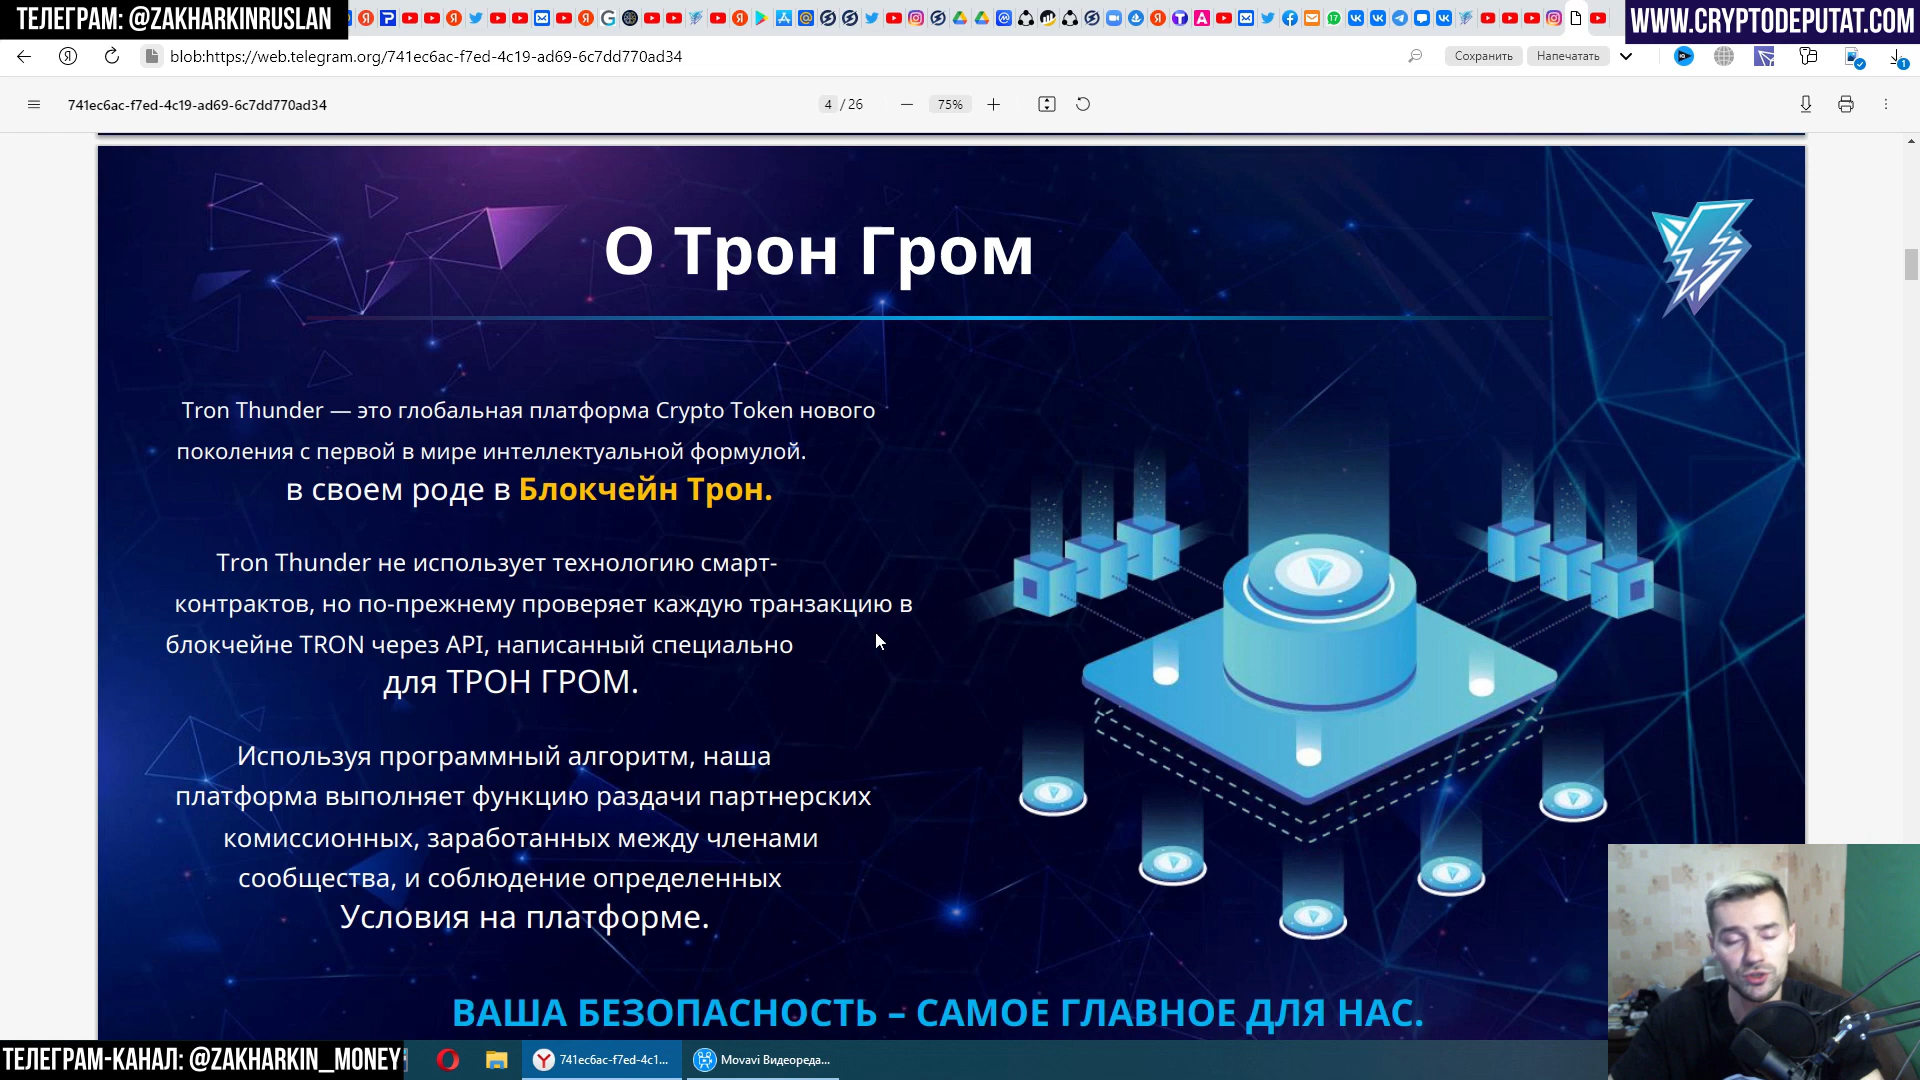 ТЕЛЕГРАМ: @ZAKHARKINRUSLAN
WWW.CRYPTODEPUTAT.COM
blob:https://web.telegram.org/741ec6ac-f7ed-4c19-ad69-6c7dd770ad34
Сохранить
Напечатать
741ec6ac-f7ed-4c19-ad69-6c7dd770ad34
4 / 26
75%
О Трон Гром
Tron Thunder — это глобальная платформа Crypto Token нового
поколения с первой в мире интеллектуальной формулой.
в своем роде в Блокчейн Трон.
Tron Thunder не использует технологию смарт-
контрактов, но по-прежнему проверяет каждую транзакцию в
блокчейне TRON через API, написанный специально
для ТРОН ГРОМ.
Используя программный алгоритм, наша
платформа выполняет функцию раздачи партнерских
комиссионных, заработанных между членами
сообщества, и соблюдение определенных
Условия на платформе.
ВАША БЕЗОПАСНОСТЬ – САМОЕ ГЛАВНОЕ ДЛЯ НАС.
ТЕЛЕГРАМ-КАНАЛ: @ZAKHARKIN_MONEY
741ec6ac-f7ed-4c1...
Movavi Видеореда...